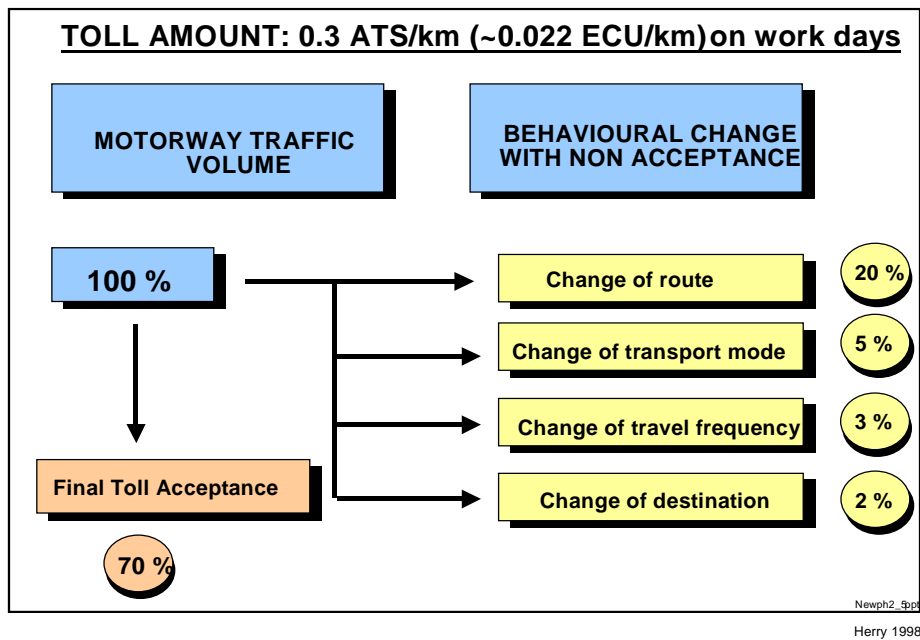 TOLL AMOUNT: 0.3 ATS/km (~0.022 ECU/km) on work days
MOTORWAY TRAFFIC
VOLUME
BEHAVIOURAL CHANGE
WITH NON ACCEPTANCE
100 %
Change of route
20 %
Change of transport mode
5 %
Change of travel frequency
3 %
Final Toll Acceptance
Change of destination
2 %
70 %
Newph2_5ppt
Herry 1998